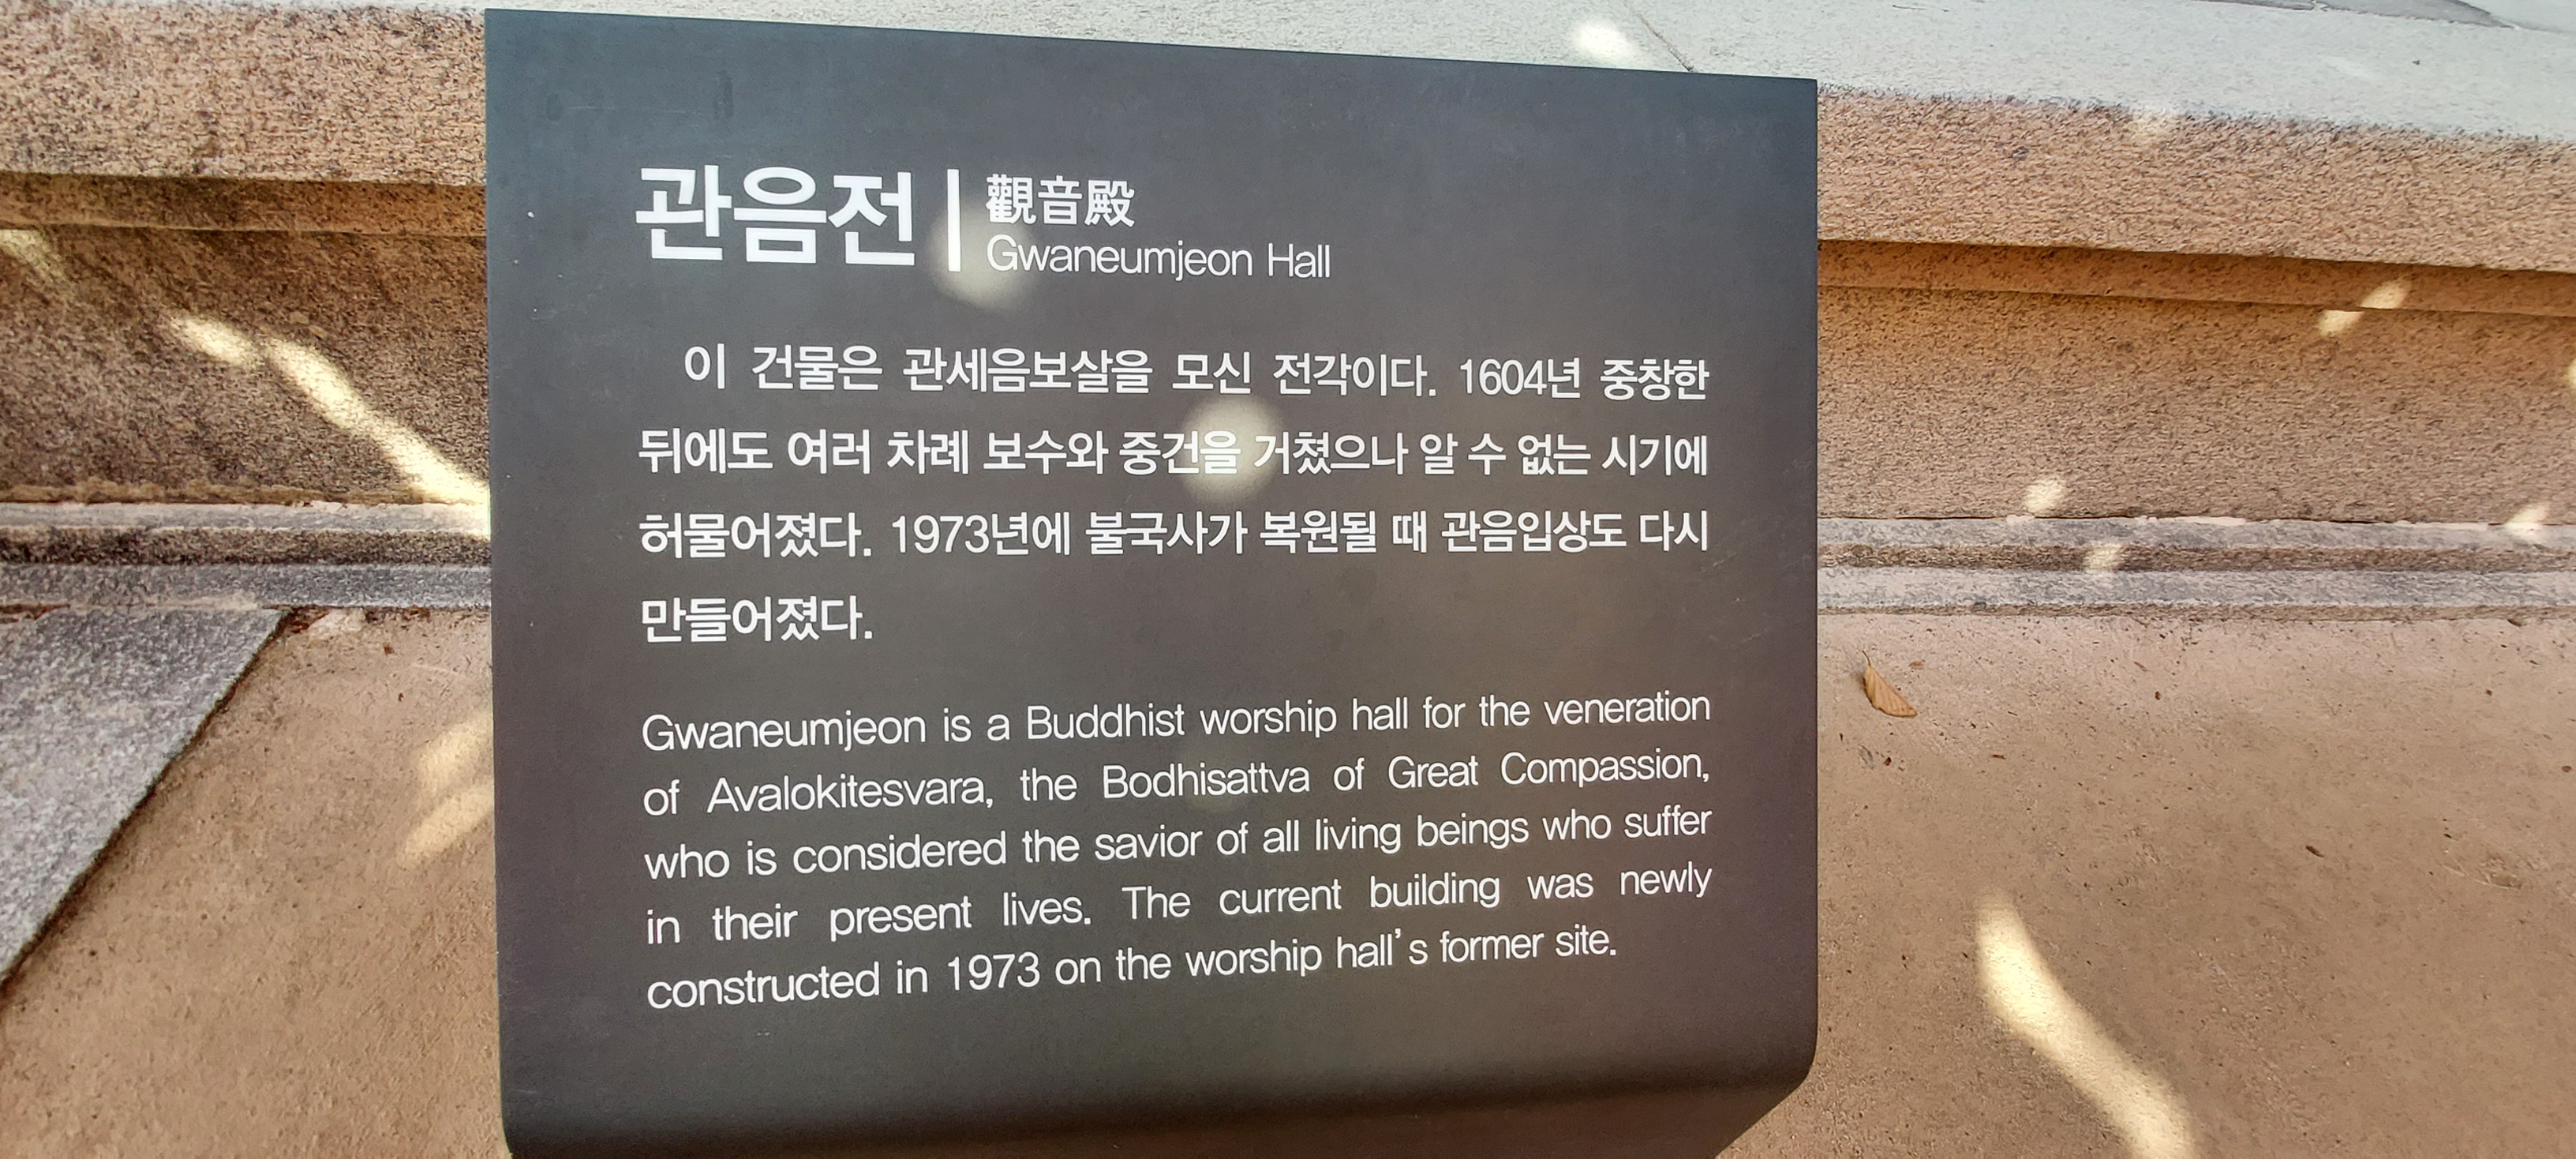 관음전 | 觀音殿
Gwaneumjeon Hall
이 건물은 관세음보살을 모신 전각이다. 1604년 중창한
뒤에도 여러 차례 보수와 중건을 거쳤으나 알 수 없는 시기에
허물어졌다. 1973년에 불국사가 복원될 때 관음입상도 다시
만들어졌다.
Gwaneumjeon is a Buddhist worship hall for the veneration
of Avalokitesvara, the Bodhisattva of Great Compassion,
who is considered the savior of all living beings who suffer
in their present lives. The current building was newly
constructed in 1973 on the worship hall's former site.